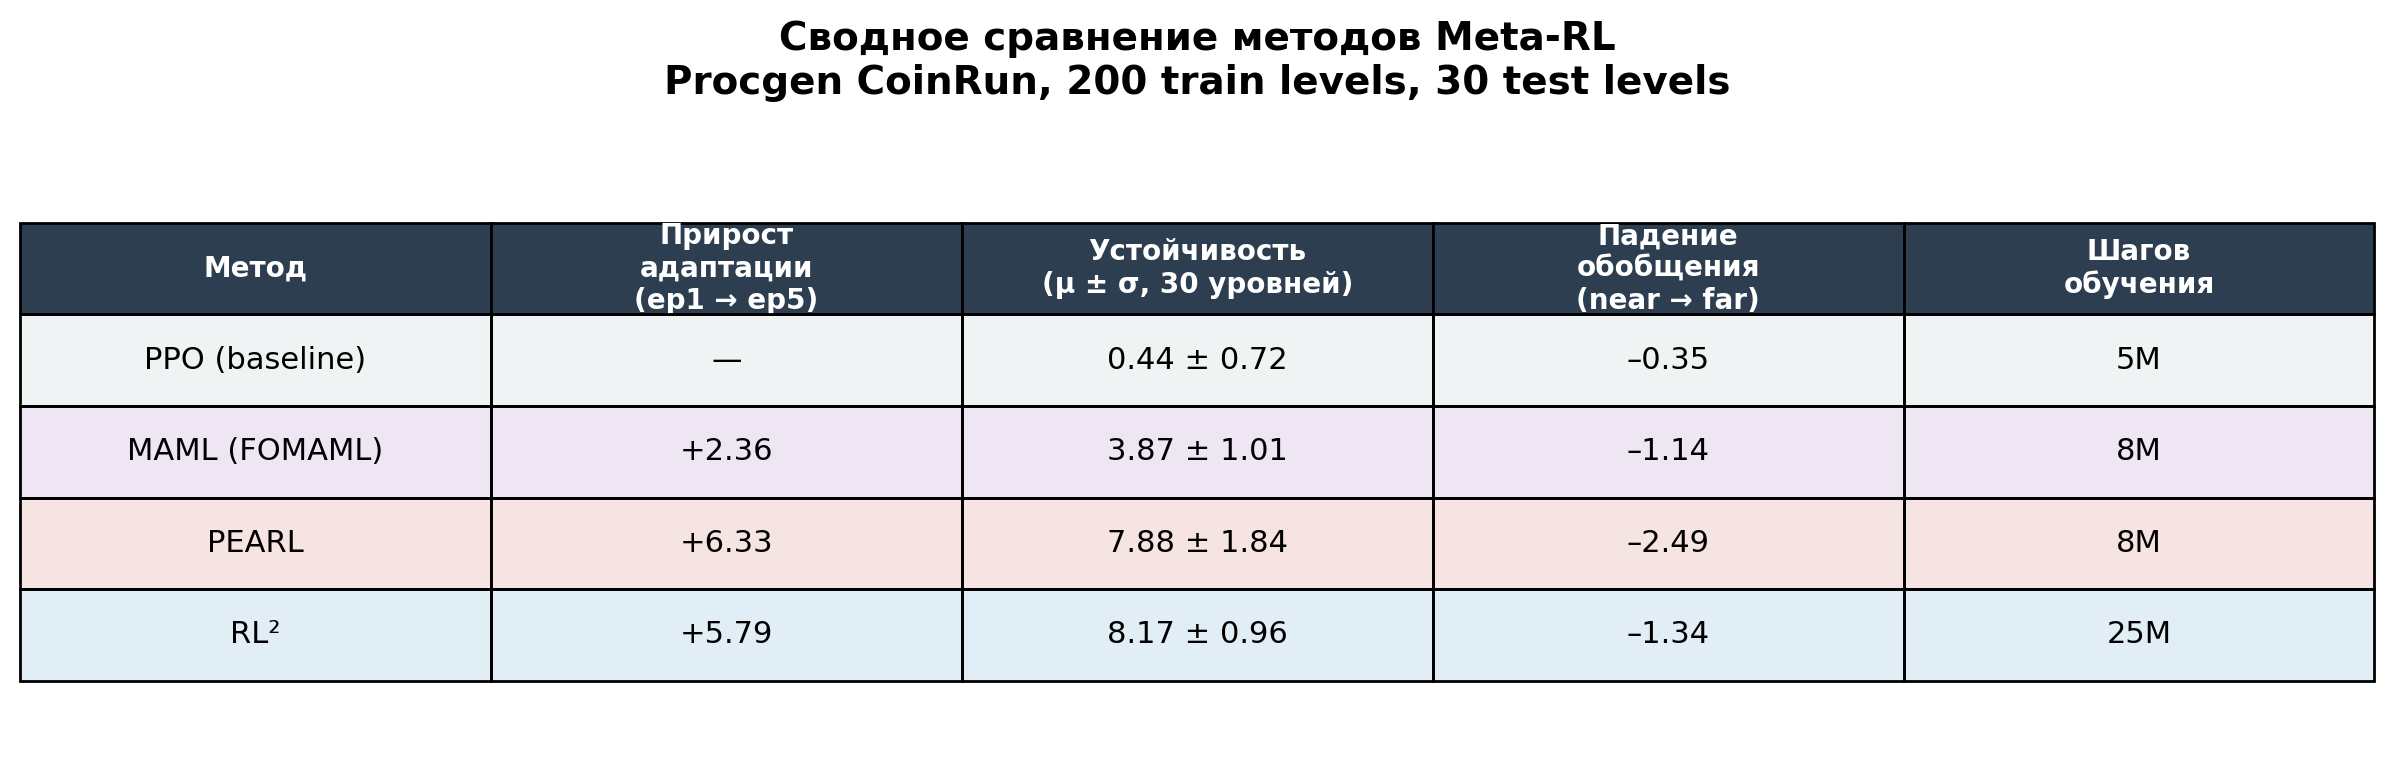 Сводное сравнение методов Meta-RL
Procgen CoinRun, 200 train levels, 30 test levels
Метод
Прирост
адаптации
(ep1 → ep5)
Устойчивость
(μ ± σ, 30 уровней)
Падение
обобщения
(near → far)
Шагов
обучения
PPO (baseline)
—
0.44 ± 0.72
–0.35
5M
MAML (FOMAML)
+2.36
3.87 ± 1.01
–1.14
8M
PEARL
+6.33
7.88 ± 1.84
–2.49
8M
RL²
+5.79
8.17 ± 0.96
–1.34
25M